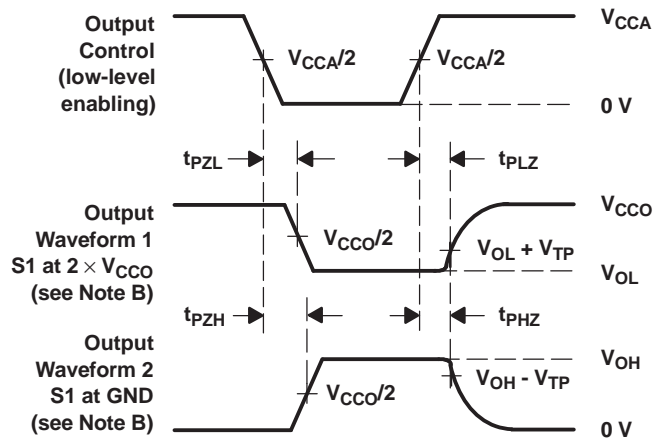 Output
Control
(low-level
enabling)
V_CCA/2
V_CCA/2
V_CCA
0 V
t_PZL
t_PLZ
Output
Waveform 1
S1 at 2 × V_CCO
(see Note B)
V_CCO/2
V_OL + V_TP
V_CCO
V_OL
t_PZH
t_PHZ
Output
Waveform 2
S1 at GND
(see Note B)
V_CCO/2
V_OH - V_TP
V_OH
0 V